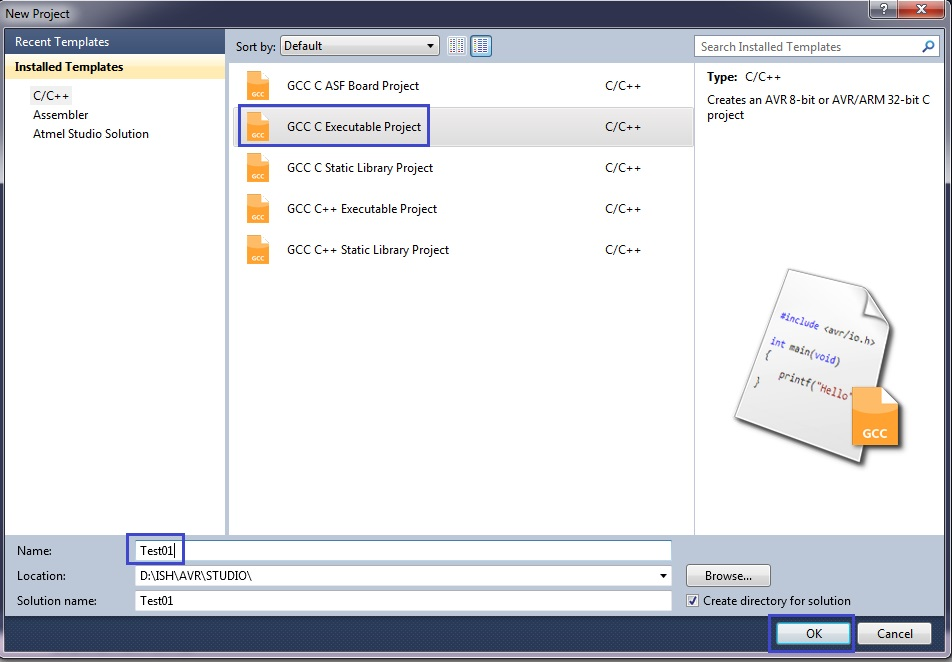 New Project
?
Recent Templates
Installed Templates
C/C++
Assembler
Atmel Studio Solution
Sort by: Default
Search Installed Templates
GCC
GCC C ASF Board Project C/C++
GCC
GCC C Executable Project C/C++
GCC
GCC C Static Library Project C/C++
GCC
GCC C++ Executable Project C/C++
GCC
GCC C++ Static Library Project C/C++
Type: C/C++
Creates an AVR 8-bit or AVR/ARM 32-bit C
project
#include <avr/io.h>
int main(void)
{
printf("Hello"
}
GCC
Name: Test01
Location: D:\ISH\AVR\STUDIO\
Browse...
Solution name: Test01
Create directory for solution
OK Cancel